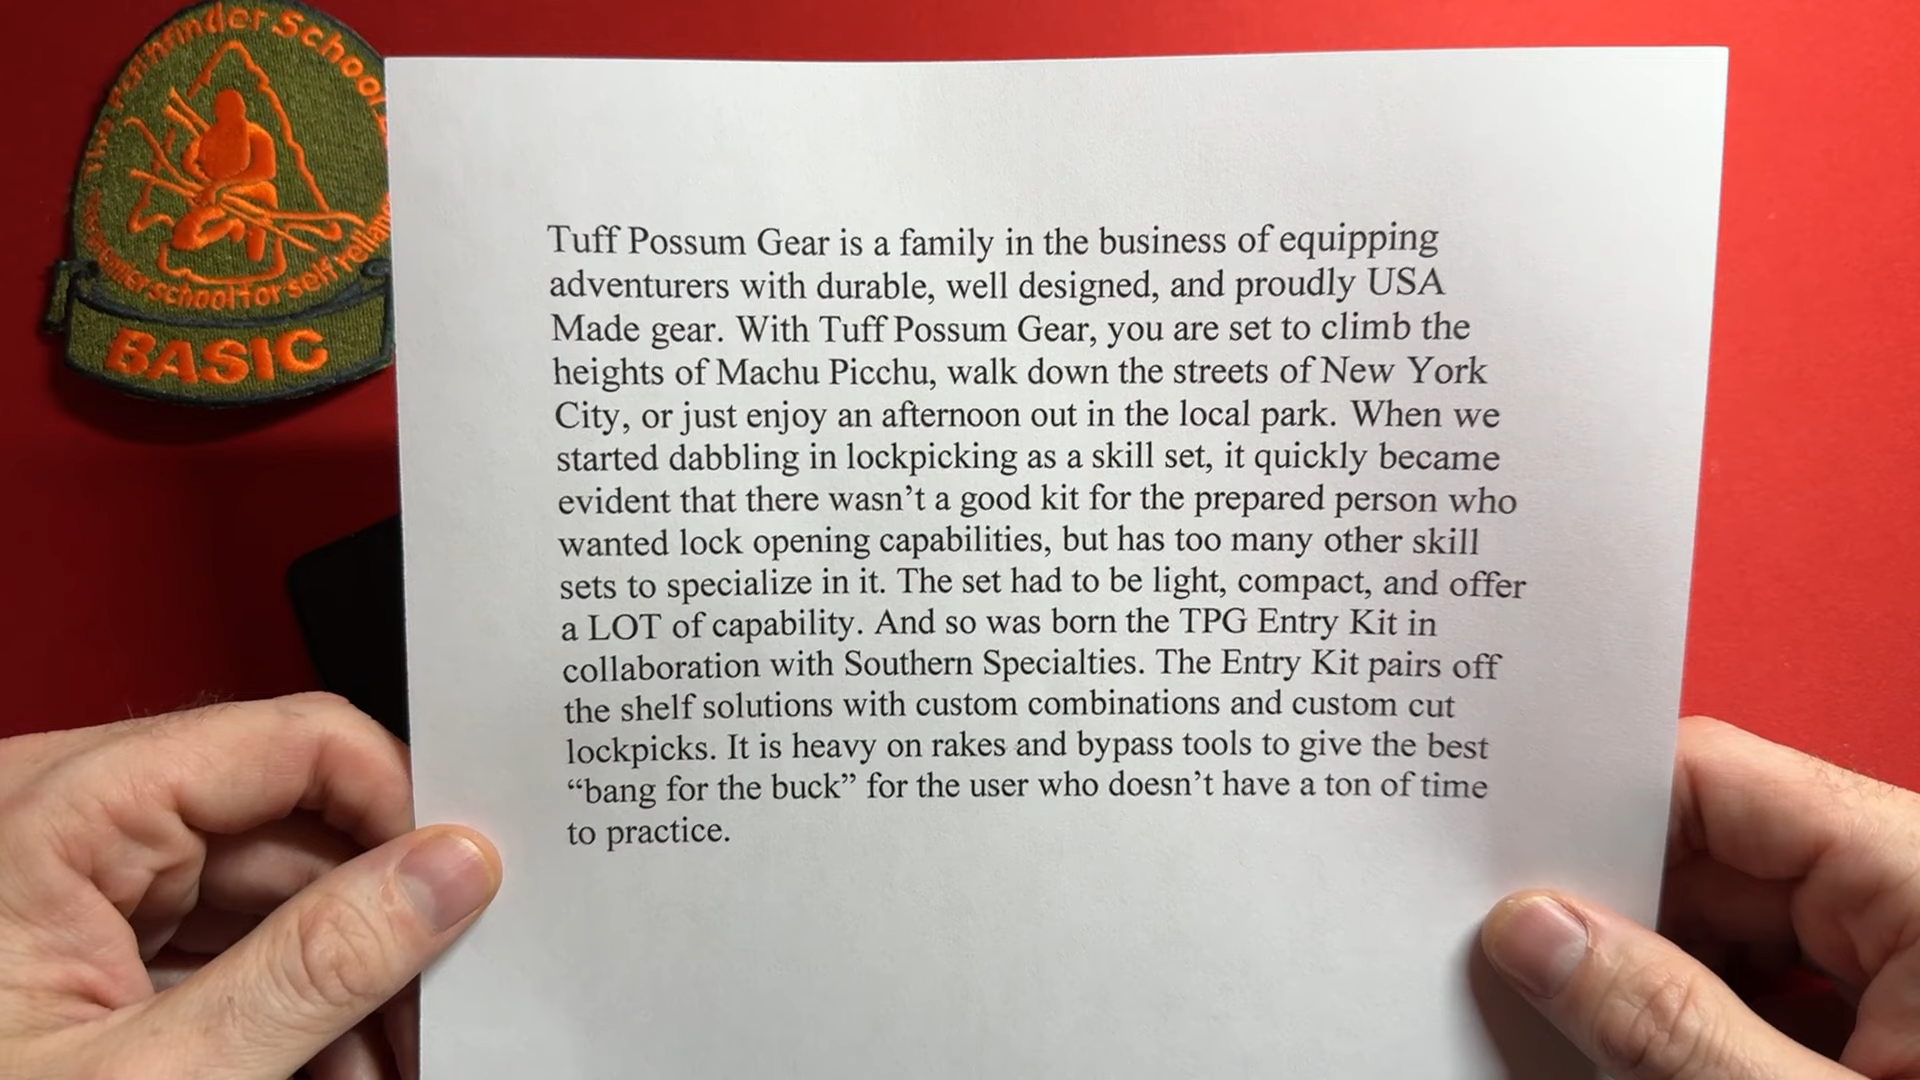 The Pathfinder School
premier school for self relian
BASIC
Tuff Possum Gear is a family in the business of equipping
adventurers with durable, well designed, and proudly USA
Made gear. With Tuff Possum Gear, you are set to climb the
heights of Machu Picchu, walk down the streets of New York
City, or just enjoy an afternoon out in the local park. When we
started dabbling in lockpicking as a skill set, it quickly became
evident that there wasn’t a good kit for the prepared person who
wanted lock opening capabilities, but has too many other skill
sets to specialize in it. The set had to be light, compact, and offer
a LOT of capability. And so was born the TPG Entry Kit in
collaboration with Southern Specialties. The Entry Kit pairs off
the shelf solutions with custom combinations and custom cut
lockpicks. It is heavy on rakes and bypass tools to give the best
“bang for the buck” for the user who doesn’t have a ton of time
to practice.